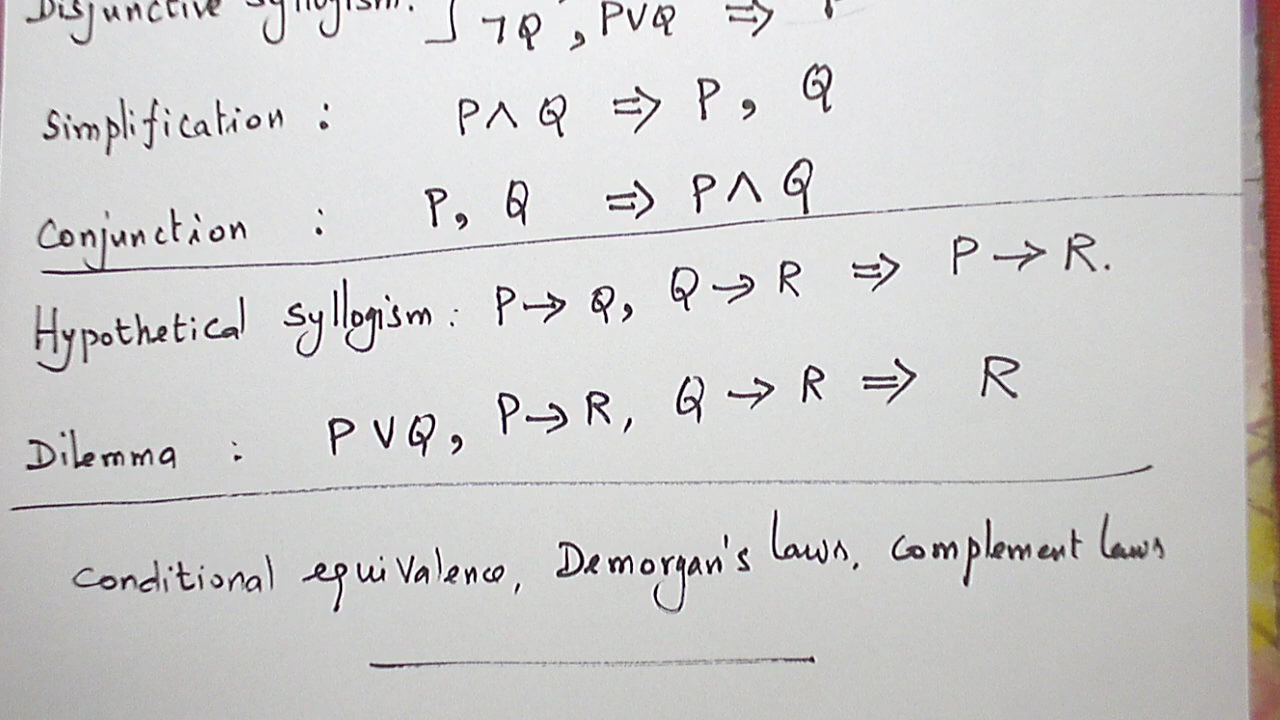 Disjunctive syllogism: ] ¬Q, P∨Q ⇒ P
Simplification : P∧Q ⇒ P, Q
Conjunction : P, Q ⇒ P∧Q
Hypothetical syllogism: P→Q, Q→R ⇒ P→R.
Dilemma : P∨Q, P→R, Q→R ⇒ R
Conditional equivalence, Demorgan's laws, complement laws